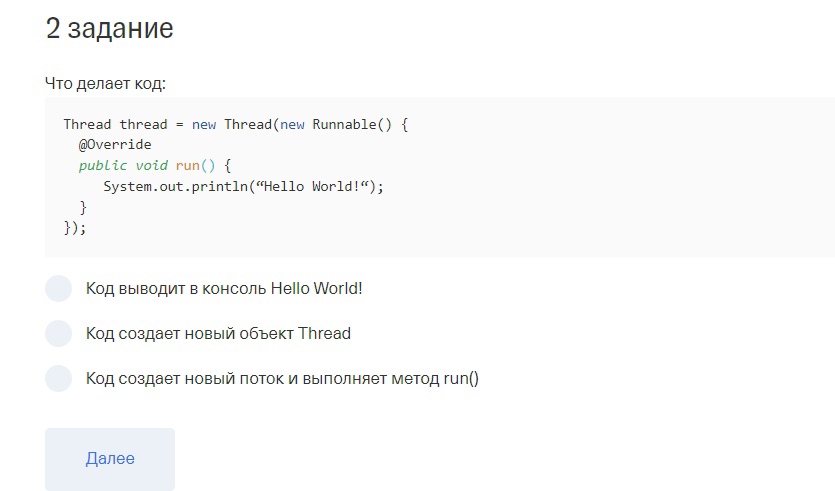 2 задание
Что делает код:
Thread thread = new Thread(new Runnable() {
@Override
public void run() {
System.out.println(“Hello World!“);
}
});
Код выводит в консоль Hello World!
Код создает новый объект Thread
Код создает новый поток и выполняет метод run()
Далее